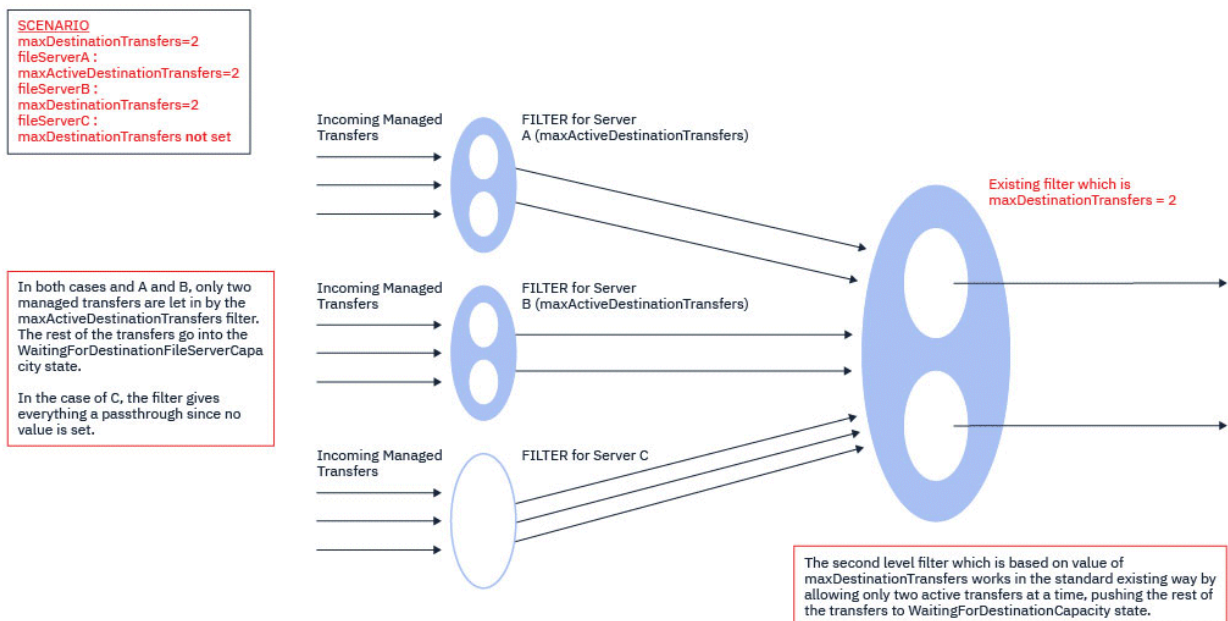 SCENARIO
maxDestinationTransfers=2
fileServerA :
maxActiveDestinationTransfers=2
fileServerB :
maxDestinationTransfers=2
fileServerC :
maxDestinationTransfers not set
Incoming Managed
Transfers
FILTER for Server
A (maxActiveDestinationTransfers)
Existing filter which is
maxDestinationTransfers = 2
In both cases and A and B, only two
managed transfers are let in by the
maxActiveDestinationTransfers filter.
The rest of the transfers go into the
WaitingForDestinationFileServerCapa
city state.
In the case of C, the filter gives
everything a passthrough since no
value is set.
Incoming Managed
Transfers
FILTER for Server
B (maxActiveDestinationTransfers)
Incoming Managed
Transfers
FILTER for Server C
The second level filter which is based on value of
maxDestinationTransfers works in the standard existing way by
allowing only two active transfers at a time, pushing the rest of
the transfers to WaitingForDestinationCapacity state.